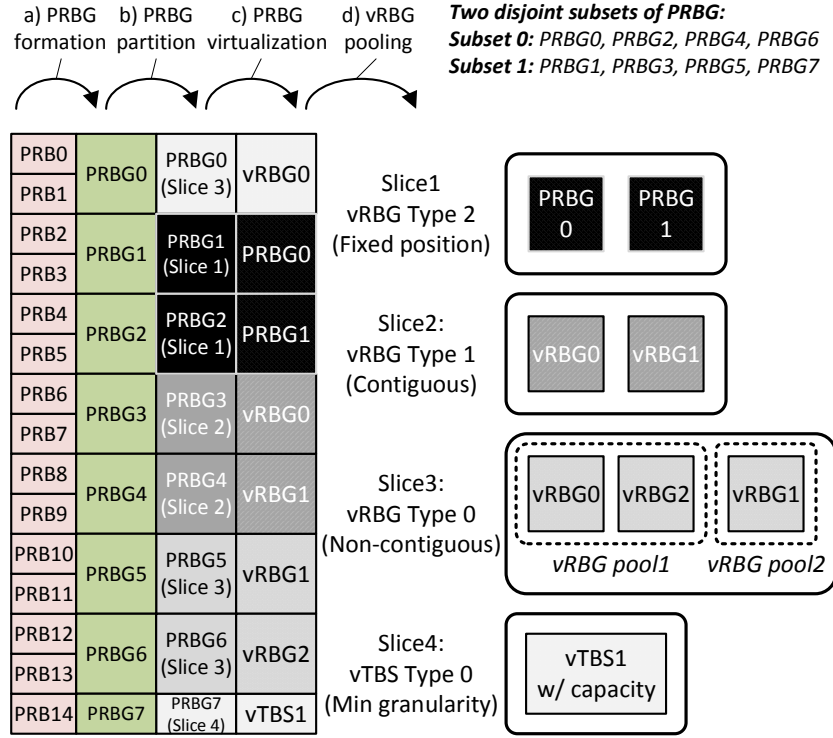 a) PRBG formation
b) PRBG partition
c) PRBG virtualization
d) vRBG pooling
Two disjoint subsets of PRBG:
Subset 0: PRBG0, PRBG2, PRBG4, PRBG6
Subset 1: PRBG1, PRBG3, PRBG5, PRBG7
PRB0
PRB1
PRB2
PRB3
PRB4
PRB5
PRB6
PRB7
PRB8
PRB9
PRB10
PRB11
PRB12
PRB13
PRB14
PRBG0
PRBG1
PRBG2
PRBG3
PRBG4
PRBG5
PRBG6
PRBG7
PRBG0
(Slice 3)
PRBG1
(Slice 1)
PRBG2
(Slice 1)
PRBG3
(Slice 2)
PRBG4
(Slice 2)
PRBG5
(Slice 3)
PRBG6
(Slice 3)
PRBG7
(Slice 4)
vRBG0
PRBG0
PRBG1
vRBG0
vRBG1
vRBG1
vRBG2
vTBS1
Slice1
vRBG Type 2
(Fixed position)
PRBG
0
PRBG
1
Slice2:
vRBG Type 1
(Contiguous)
vRBG0
vRBG1
Slice3:
vRBG Type 0
(Non-contiguous)
vRBG0
vRBG2
vRBG1
vRBG pool1
vRBG pool2
Slice4:
vTBS Type 0
(Min granularity)
vTBS1
w/ capacity